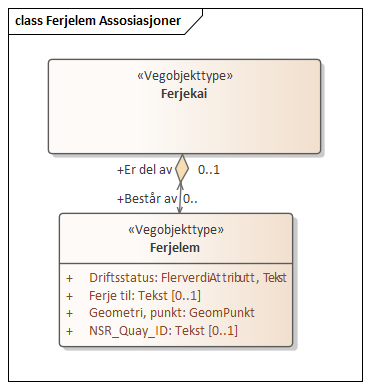 class Ferjelem Assosiasjoner
«Vegobjekttype»
Ferjekai
+Er del av 0..1
+Består av 0..
«Vegobjekttype»
Ferjelem
+ Driftsstatus: FlerverdiAttributt, Tekst
+ Ferje til: Tekst [0..1]
+ Geometri, punkt: GeomPunkt
+ NSR_Quay_ID: Tekst [0..1]